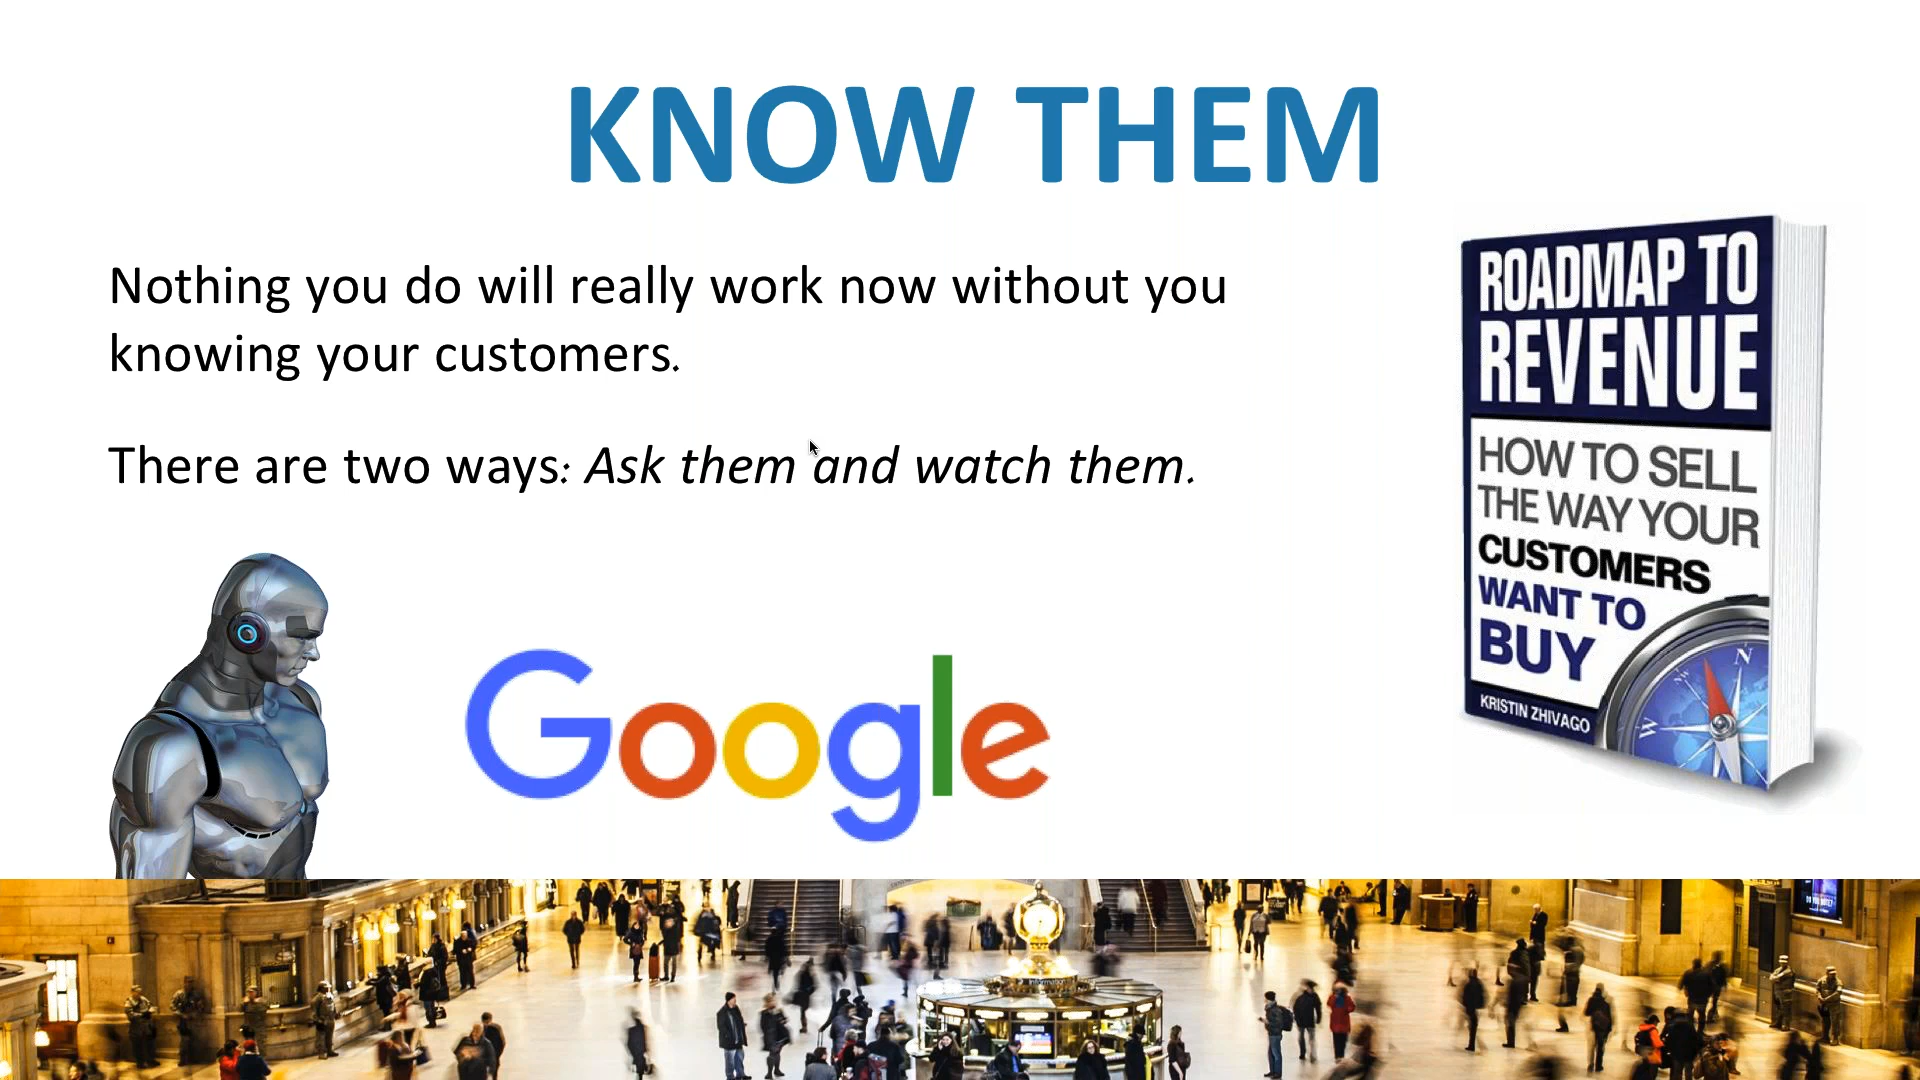 KNOW THEM
Nothing you do will really work now without you
knowing your customers.
There are two ways: Ask them and watch them.
Google
ROADMAP TO
REVENUE
HOW TO SELL
THE WAY YOUR
CUSTOMERS
WANT TO
BUY
KRISTIN ZHIVAGO
N
W